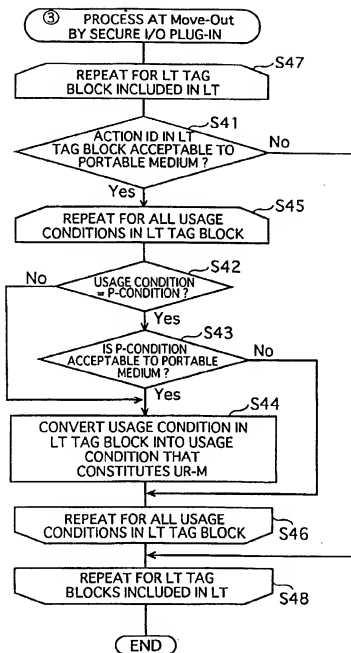 ③ PROCESS AT Move-Out
BY SECURE I/O PLUG-IN
S47
REPEAT FOR LT TAG
BLOCK INCLUDED IN LT
S41
ACTION ID IN LT
TAG BLOCK ACCEPTABLE TO
PORTABLE MEDIUM ?
No
Yes
S45
REPEAT FOR ALL USAGE
CONDITIONS IN LT TAG BLOCK
S42
No
USAGE CONDITION
= P-CONDITION ?
Yes
S43
IS P-CONDITION
ACCEPTABLE TO PORTABLE
MEDIUM ?
No
Yes
S44
CONVERT USAGE CONDITION IN
LT TAG BLOCK INTO USAGE
CONDITION THAT
CONSTITUTES UR-M
REPEAT FOR ALL USAGE
CONDITIONS IN LT TAG BLOCK
S46
REPEAT FOR LT TAG
BLOCKS INCLUDED IN LT
S48
END